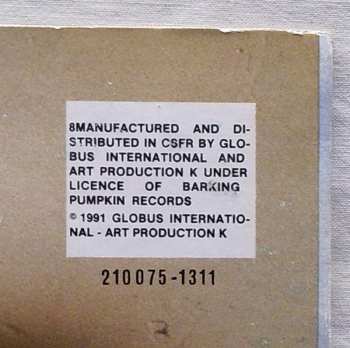 8MANUFACTURED AND DI-
STRIBUTED IN CSFR BY GLO-
BUS INTERNATIONAL AND
ART PRODUCTION K UNDER
LICENCE OF BARKING
PUMPKIN RECORDS
© 1991 GLOBUS INTERNATIO-
NAL - ART PRODUCTION K
210075-1311